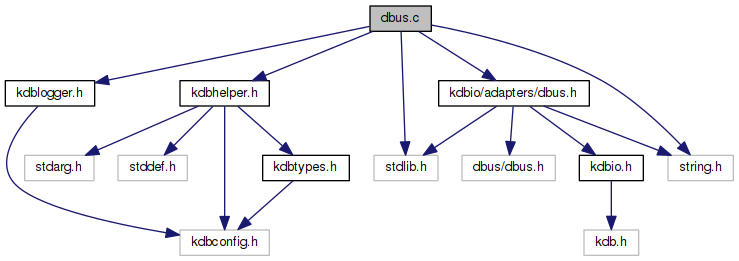 dbus.c
kdblogger.h
kdbhelper.h
kdbio/adapters/dbus.h
stdarg.h
stddef.h
kdbtypes.h
stdlib.h
dbus/dbus.h
kdbio.h
string.h
kdbconfig.h
kdb.h